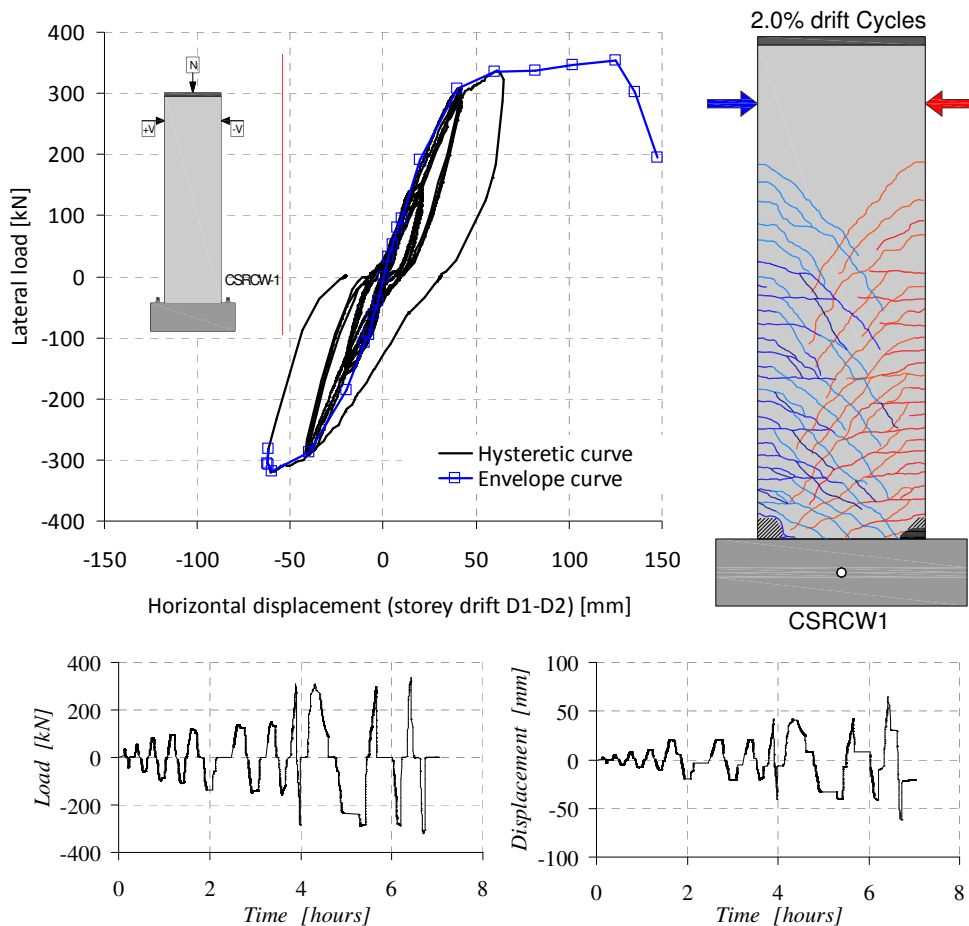 400
300
200
100
0
-100
-200
-300
-400
Lateral load [kN]
N
+V
-V
CSRCW-1
Hysteretic curve
Envelope curve
-150 -100 -50 0 50 100 150
Horizontal displacement (storey drift D1-D2) [mm]
2.0% drift Cycles
CSRCW1
400
200
0
-200
-400
Load [kN]
0 2 4 6 8
Time [hours]
100
50
0
-50
-100
Displacement [mm]
0 2 4 6 8
Time [hours]